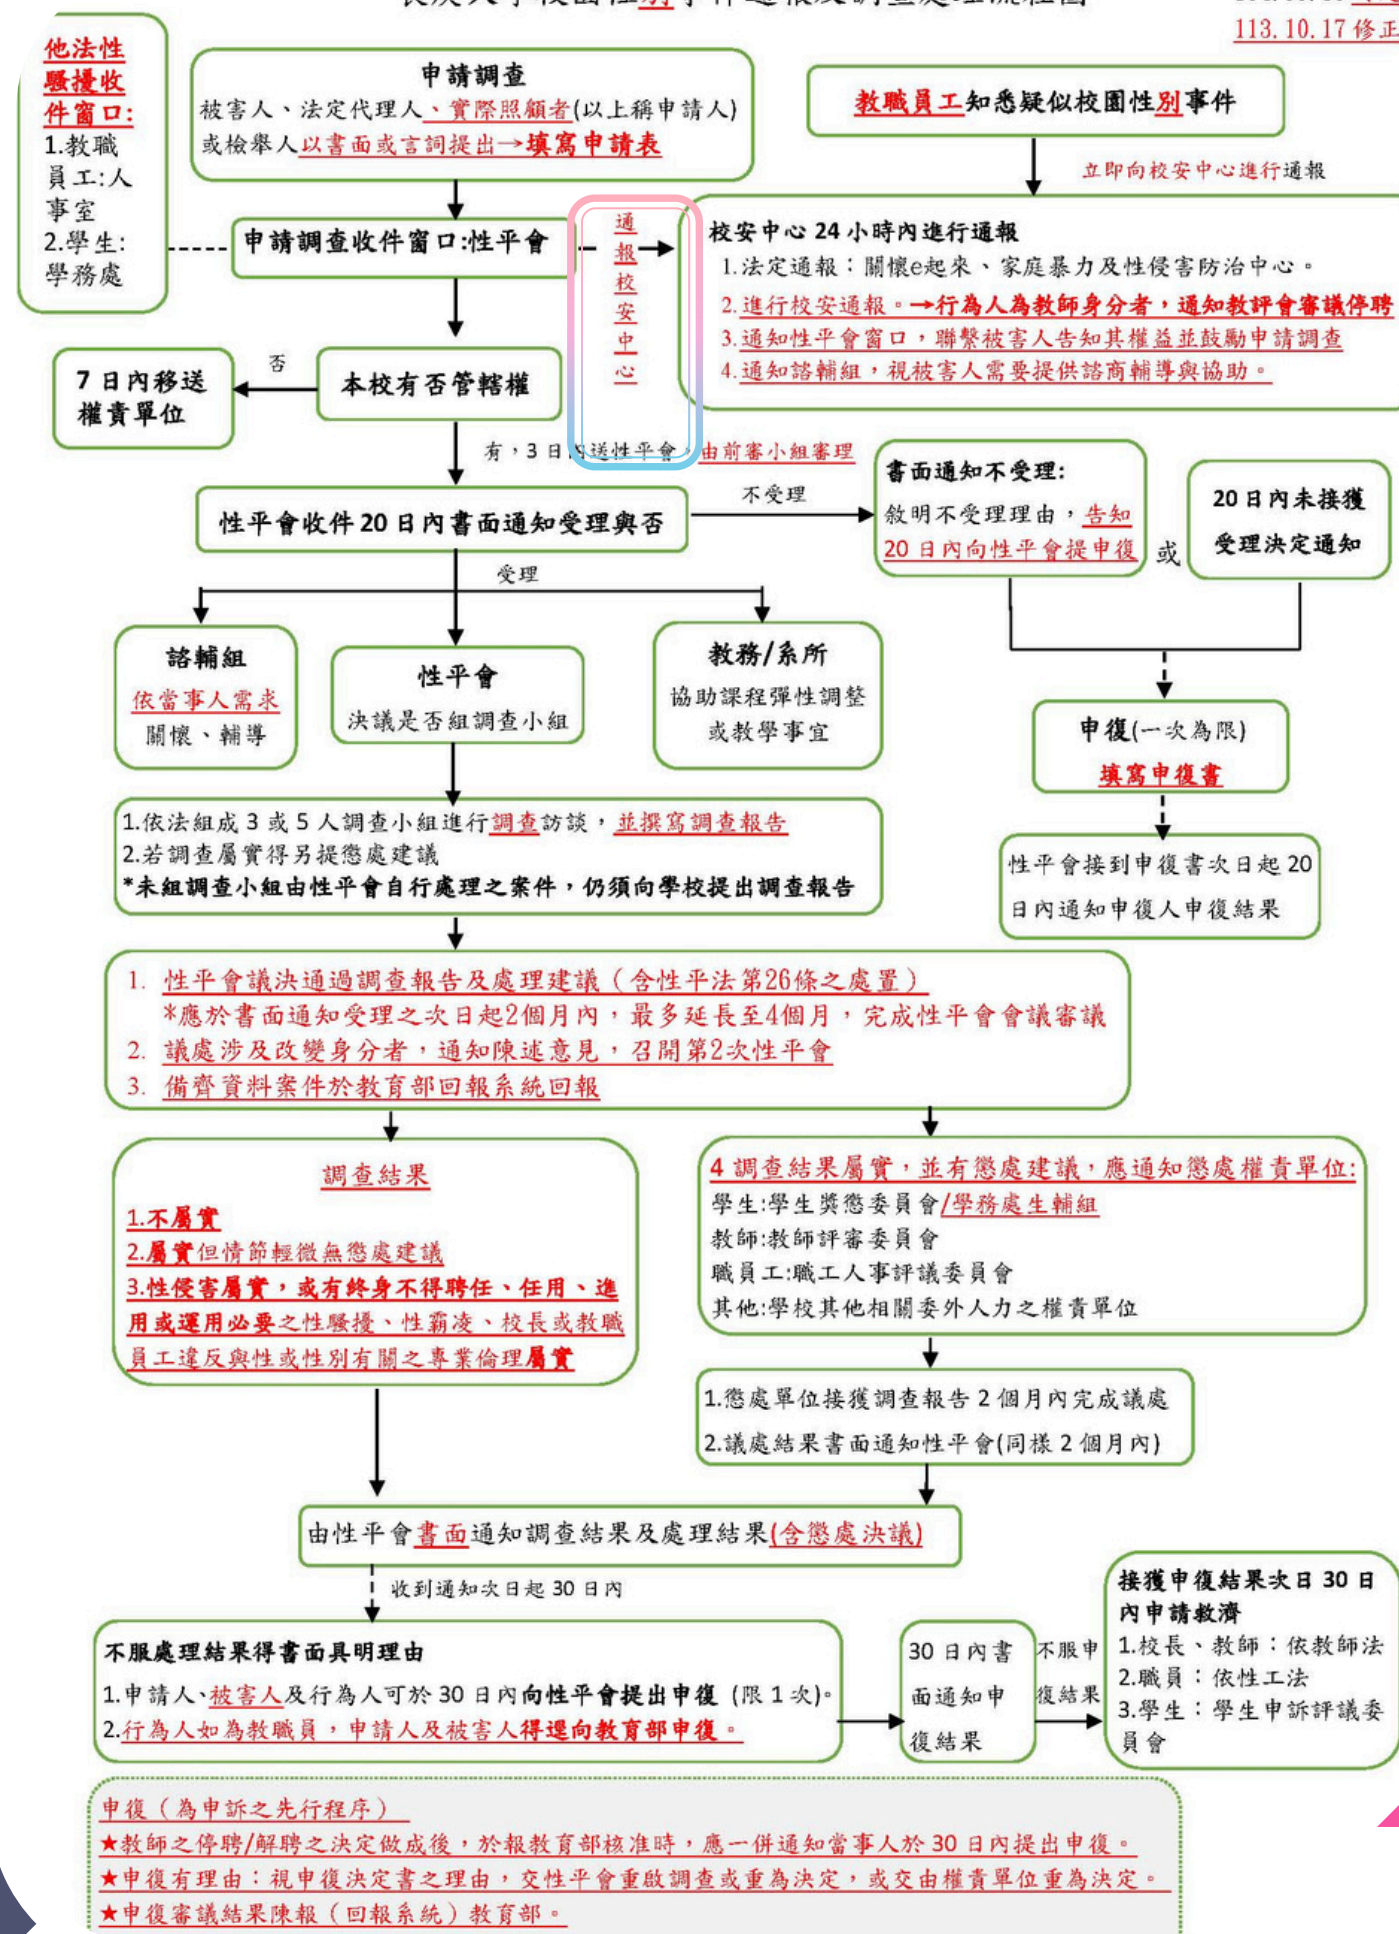 113.10.17 修正
他法性
騷擾收
件窗口:
1.教職
員工:人
事室
2.學生:
學務處
申請調查
被害人、法定代理人、實際照顧者(以上稱申請人)
或檢舉人以書面或言詞提出→填寫申請表
教職員工知悉疑似校園性別事件
立即向校安中心進行通報
申請調查收件窗口:性平會
通
報
校
安
中
心
校安中心 24 小時內進行通報
1.法定通報：關懷e起來、家庭暴力及性侵害防治中心。
2.進行校安通報。→行為人為教師身分者，通知教評會審議停聘
3.通知性平會窗口，聯繫被害人告知其權益並鼓勵申請調查
4.通知諮輔組，視被害人需要提供諮商輔導與協助。
7 日內移送
權責單位
否
本校有否管轄權
有，3 日內送性平會，由前審小組審理
性平會收件 20 日內書面通知受理與否
不受理
書面通知不受理:
敘明不受理理由，告知
20 日內向性平會提申復
或
20 日內未接獲
受理決定通知
受理
諮輔組
依當事人需求
關懷、輔導
性平會
決議是否組調查小組
教務/系所
協助課程彈性調整
或教學事宜
申復(一次為限)
填寫申復書
1.依法組成 3 或 5 人調查小組進行調查訪談，並撰寫調查報告
2.若調查屬實得另提懲處建議
*未組調查小組由性平會自行處理之案件，仍須向學校提出調查報告
性平會接到申復書次日起 20
日內通知申復人申復結果
1. 性平會議決通過調查報告及處理建議（含性平法第26條之處置）
*應於書面通知受理之次日起2個月內，最多延長至4個月，完成性平會會議審議
2. 議處涉及改變身分者，通知陳述意見，召開第2次性平會
3. 備齊資料案件於教育部回報系統回報
調查結果
1.不屬實
2.屬實但情節輕微無懲處建議
3.性侵害屬實，或有終身不得聘任、任用、進
用或運用必要之性騷擾、性霸凌、校長或教職
員工違反與性或性別有關之專業倫理屬實
4 調查結果屬實，並有懲處建議，應通知懲處權責單位:
學生:學生獎懲委員會/學務處生輔組
教師:教師評審委員會
職員工:職工人事評議委員會
其他:學校其他相關委外人力之權責單位
1.懲處單位接獲調查報告 2 個月內完成議處
2.議處結果書面通知性平會(同樣 2 個月內)
由性平會書面通知調查結果及處理結果(含懲處決議)
收到通知次日起 30 日內
不服處理結果得書面具明理由
1.申請人、被害人及行為人可於 30 日內向性平會提出申復 (限 1 次)。
2.行為人如為教職員，申請人及被害人得逕向教育部申復。
30 日內書
面通知申
復結果
不服申
復結果
接獲申復結果次日 30 日
內申請救濟
1.校長、教師：依教師法
2.職員：依性工法
3.學生：學生申訴評議委
員會
申復（為申訴之先行程序）
★教師之停聘/解聘之決定做成後，於報教育部核准時，應一併通知當事人於 30 日內提出申復。
★申復有理由：視申復決定書之理由，交性平會重啟調查或重為決定，或交由權責單位重為決定。
★申復審議結果陳報（回報系統）教育部。